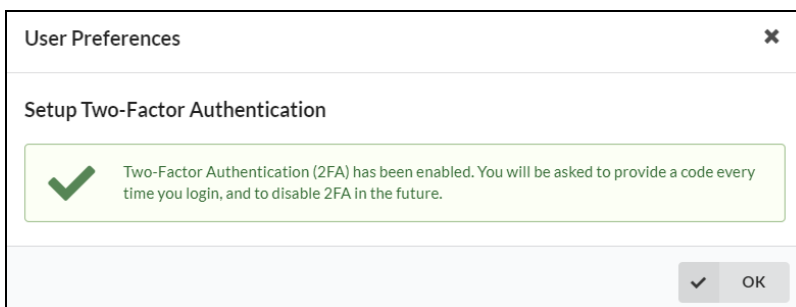 User Preferences
Setup Two-Factor Authentication
Two-Factor Authentication (2FA) has been enabled. You will be asked to provide a code every
time you login, and to disable 2FA in the future.
OK